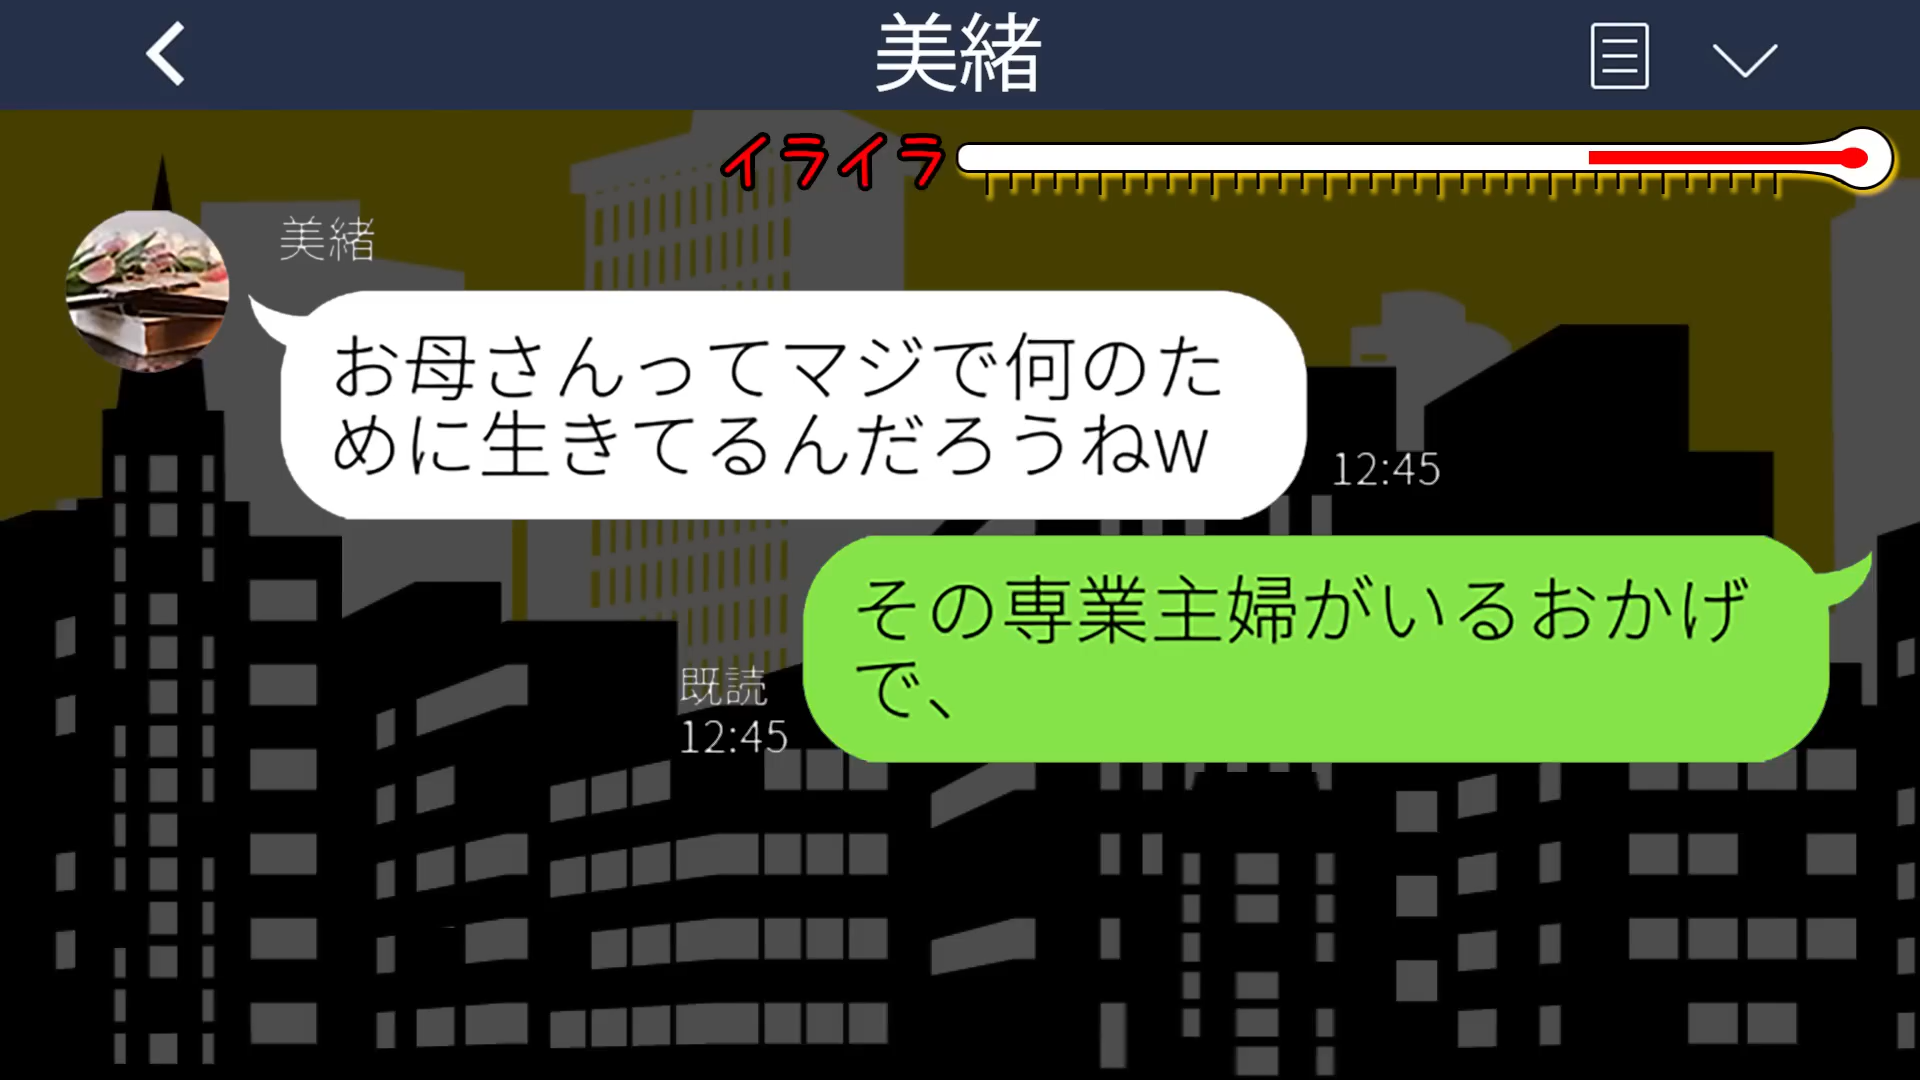 美緒
イライラ
美緒
お母さんってマジで何のた
めに生きてるんだろうねw
12:45
その専業主婦がいるおかげ
で、
既読
12:45